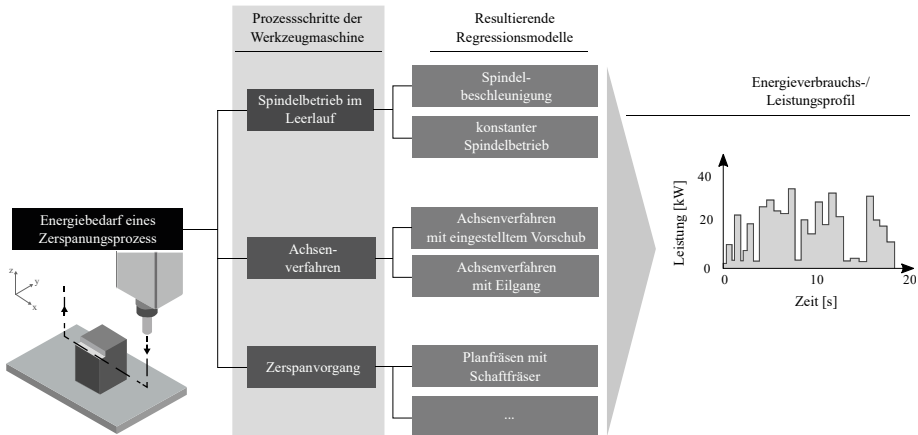 Prozessschritte der
Werkzeugmaschine
Resultierende
Regressionsmodelle
Energieverbrauchs-/
Leistungsprofil
Energiebedarf eines
Zerspanungsprozess
z
y
x
Spindelbetrieb im
Leerlauf
Spindel-
beschleunigung
konstanter
Spindelbetrieb
Achsen-
verfahren
Achsenverfahren
mit eingestelltem Vorschub
Achsenverfahren
mit Eilgang
Zerspanvorgang
Planfräsen mit
Schaftfräser
...
Leistung [kW]
40
20
0
0
10
20
Zeit [s]